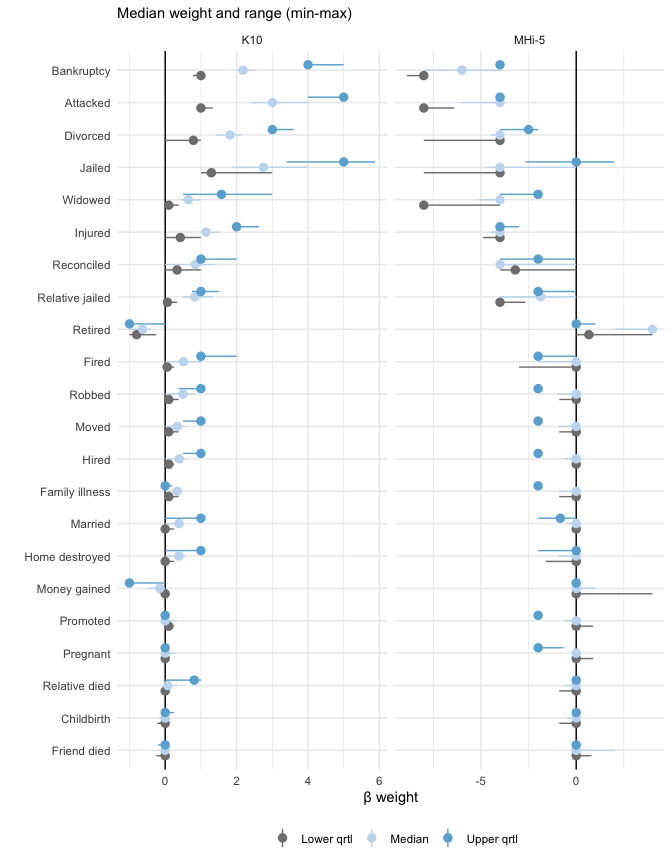 Median weight and range (min-max)
K10 MHi-5
Bankruptcy
Attacked
Divorced
Jailed
Widowed
Injured
Reconciled
Relative jailed
Retired
Fired
Robbed
Moved
Hired
Family illness
Married
Home destroyed
Money gained
Promoted
Pregnant
Relative died
Childbirth
Friend died
0 2 4 6 -5 0
β weight
Lower qrtl Median Upper qrtl